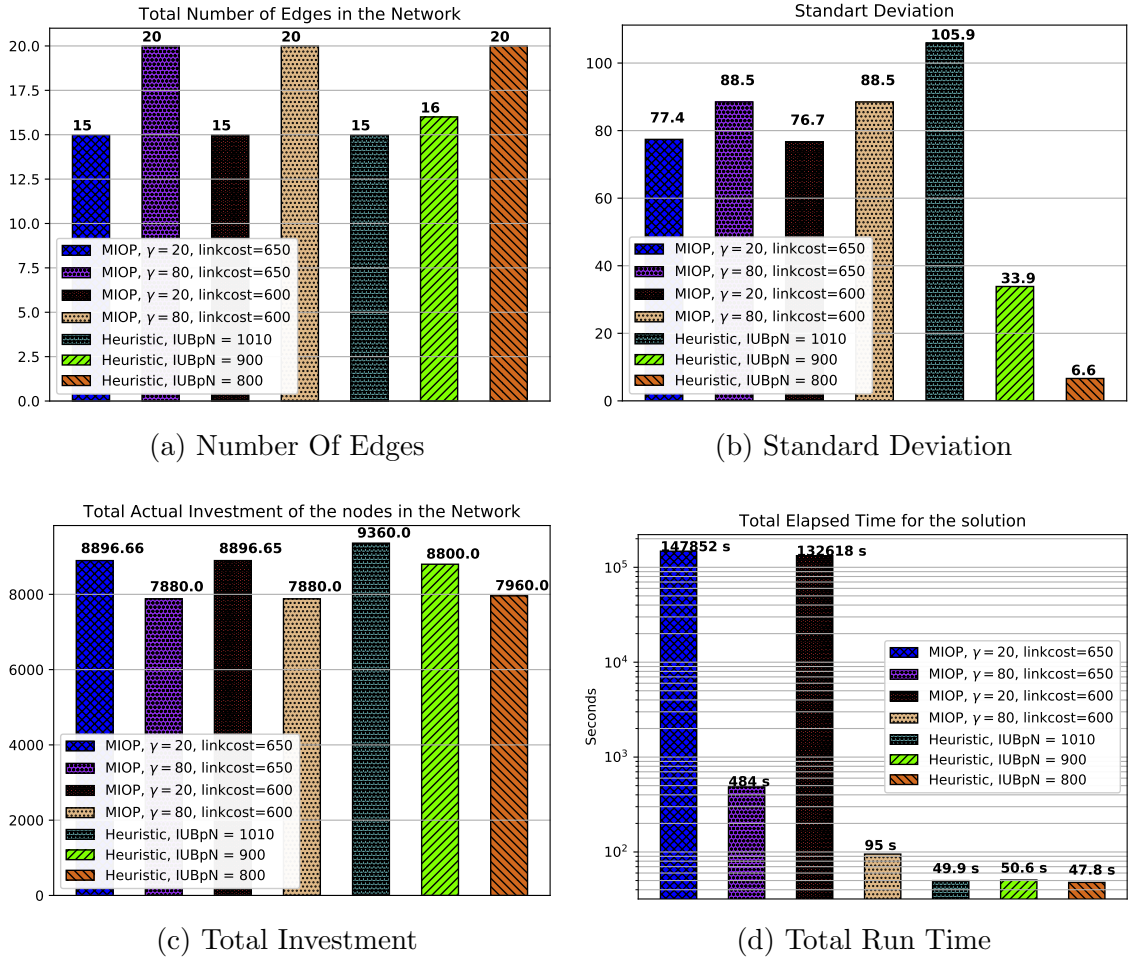 Total Number of Edges in the Network
20.0
17.5
15.0
12.5
10.0
7.5
5.0
2.5
0.0
15
20
15
20
15
16
20
MIOP, γ = 20, linkcost=650
MIOP, γ = 80, linkcost=650
MIOP, γ = 20, linkcost=600
MIOP, γ = 80, linkcost=600
Heuristic, IUBpN = 1010
Heuristic, IUBpN = 900
Heuristic, IUBpN = 800
(a) Number Of Edges
Standart Deviation
100
80
60
40
20
0
77.4
88.5
76.7
88.5
105.9
33.9
6.6
MIOP, γ = 20, linkcost=650
MIOP, γ = 80, linkcost=650
MIOP, γ = 20, linkcost=600
MIOP, γ = 80, linkcost=600
Heuristic, IUBpN = 1010
Heuristic, IUBpN = 900
Heuristic, IUBpN = 800
(b) Standard Deviation
Total Actual Investment of the nodes in the Network
8000
6000
4000
2000
0
8896.66
7880.0
8896.65
7880.0
9360.0
8800.0
7960.0
MIOP, γ = 20, linkcost=650
MIOP, γ = 80, linkcost=650
MIOP, γ = 20, linkcost=600
MIOP, γ = 80, linkcost=600
Heuristic, IUBpN = 1010
Heuristic, IUBpN = 900
Heuristic, IUBpN = 800
(c) Total Investment
Total Elapsed Time for the solution
Seconds
10⁵
10⁴
10³
10²
147852 s
484 s
132618 s
95 s
49.9 s
50.6 s
47.8 s
MIOP, γ = 20, linkcost=650
MIOP, γ = 80, linkcost=650
MIOP, γ = 20, linkcost=600
MIOP, γ = 80, linkcost=600
Heuristic, IUBpN = 1010
Heuristic, IUBpN = 900
Heuristic, IUBpN = 800
(d) Total Run Time